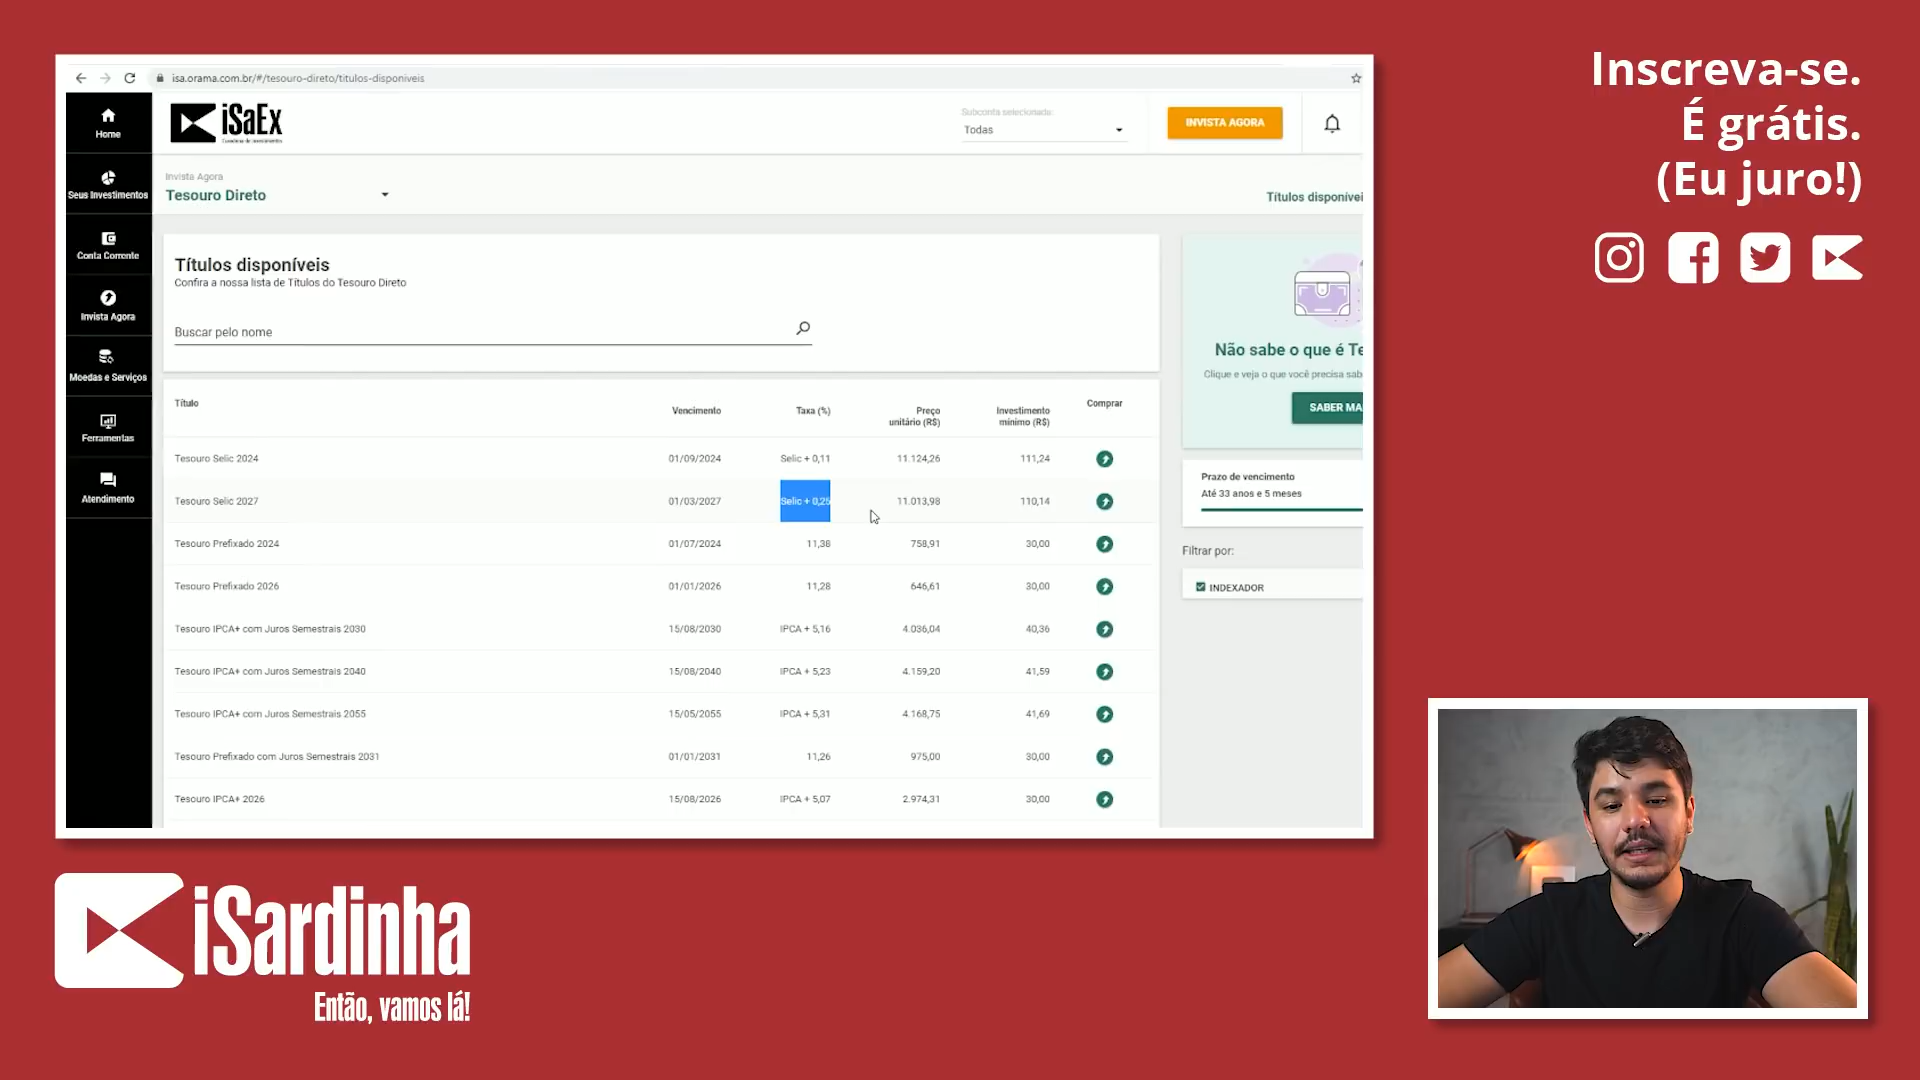 isa.orama.com.br/#/tesouro-direto/titulos-disponiveis
Home
Seus Investimentos
Conta Corrente
Invista Agora
Moedas e Serviços
Ferramentas
Atendimento
iSaEx
Subconta selecionada:
Todas
INVISTA AGORA
Invista Agora
Tesouro Direto
Títulos disponívei
Títulos disponíveis
Confira a nossa lista de Títulos do Tesouro Direto
Buscar pelo nome
Título Vencimento Taxa (%) Preço unitário (R$) Investimento mínimo (R$) Comprar
Tesouro Selic 2024 01/09/2024 Selic + 0,11 11.124,26 111,24
Tesouro Selic 2027 01/03/2027 Selic + 0,25 11.013,98 110,14
Tesouro Prefixado 2024 01/07/2024 11,38 758,91 30,00
Tesouro Prefixado 2026 01/01/2026 11,28 646,61 30,00
Tesouro IPCA+ com Juros Semestrais 2030 15/08/2030 IPCA + 5,16 4.036,04 40,36
Tesouro IPCA+ com Juros Semestrais 2040 15/08/2040 IPCA + 5,23 4.159,20 41,59
Tesouro IPCA+ com Juros Semestrais 2055 15/05/2055 IPCA + 5,31 4.168,75 41,69
Tesouro Prefixado com Juros Semestrais 2031 01/01/2031 11,26 975,00 30,00
Tesouro IPCA+ 2026 15/08/2026 IPCA + 5,07 2.974,31 30,00
Não sabe o que é Te
Clique e veja o que você precisa sab
SABER MA
Prazo de vencimento
Até 33 anos e 5 meses
Filtrar por:
INDEXADOR
Inscreva-se.
É grátis.
(Eu juro!)
iSardinha
Então, vamos lá!